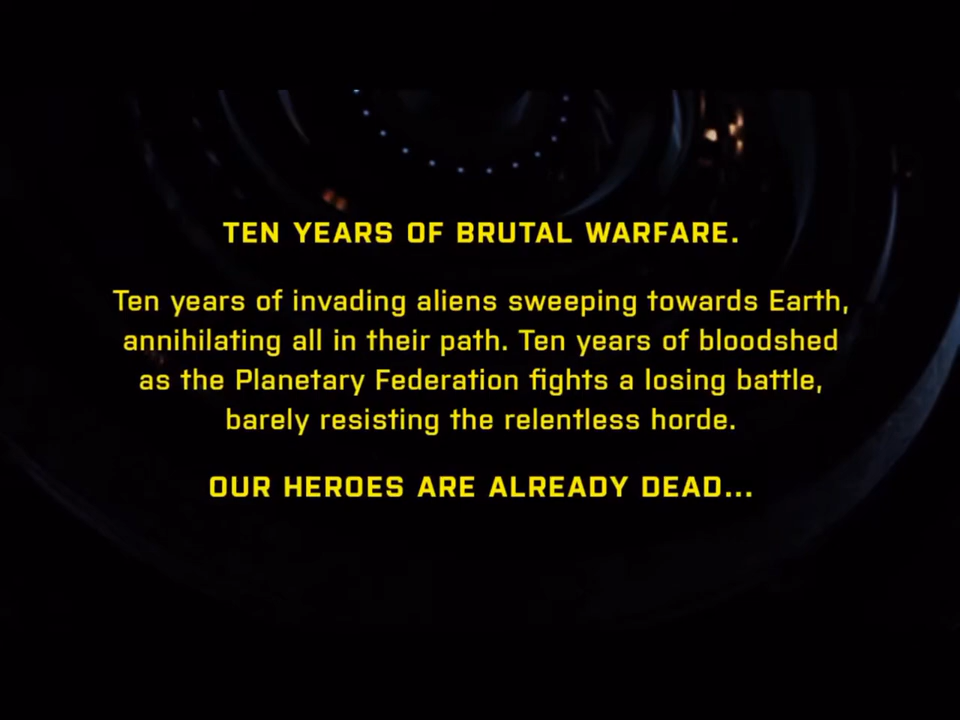 TEN YEARS OF BRUTAL WARFARE.
Ten years of invading aliens sweeping towards Earth,
annihilating all in their path. Ten years of bloodshed
as the Planetary Federation fights a losing battle,
barely resisting the relentless horde.
OUR HEROES ARE ALREADY DEAD...